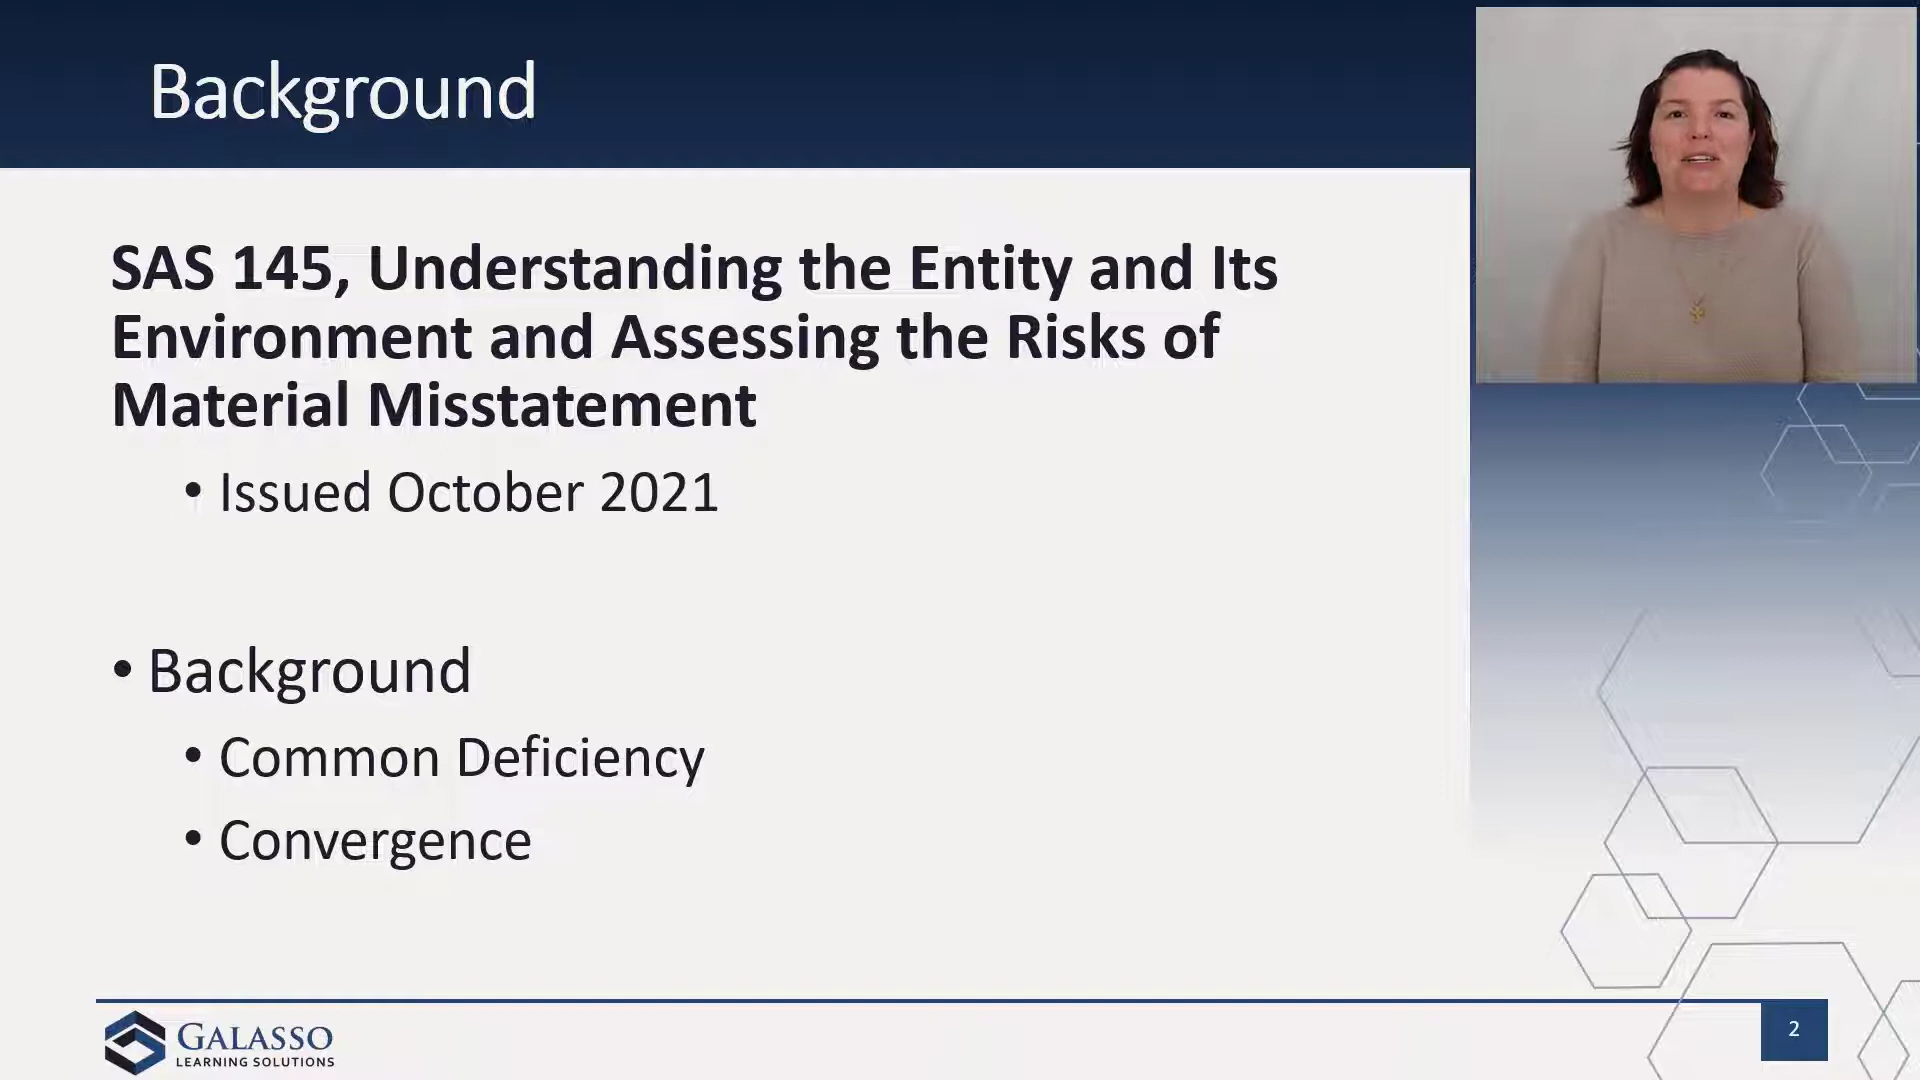 Background
SAS 145, Understanding the Entity and Its
Environment and Assessing the Risks of
Material Misstatement
• Issued October 2021
• Background
• Common Deficiency
• Convergence
GALASSO
LEARNING SOLUTIONS
2